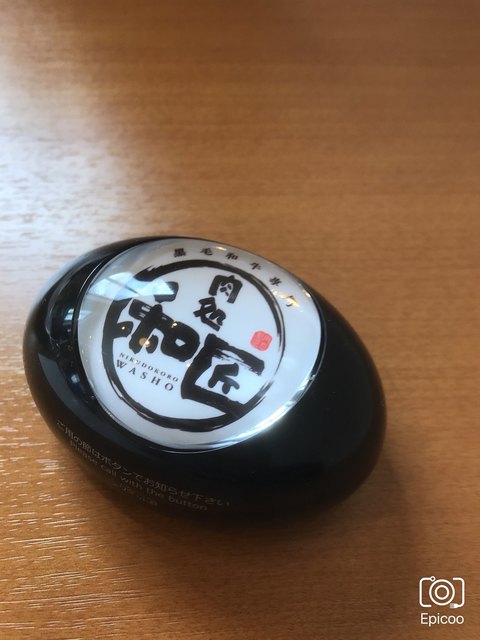 黒毛和牛専門
肉処
和匠
NIKUDOKORO
WASHO
ご用の際はボタンでお知らせ下さい
Please call with the button
Epicoo